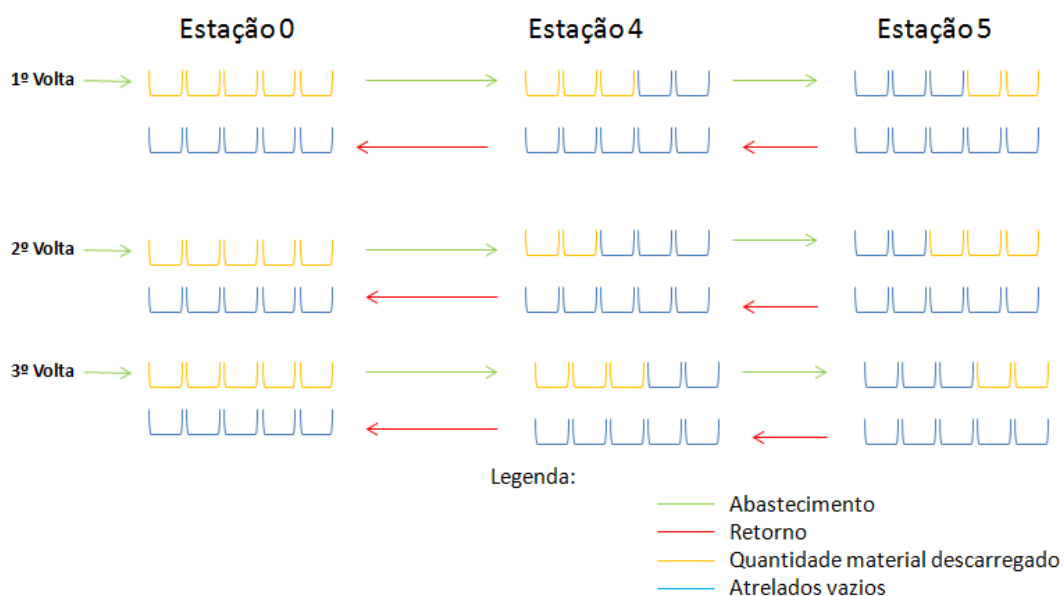 Estação 0 Estação 4 Estação 5
1º Volta
2º Volta
3º Volta
Legenda:
Abastecimento
Retorno
Quantidade material descarregado
Atrelados vazios